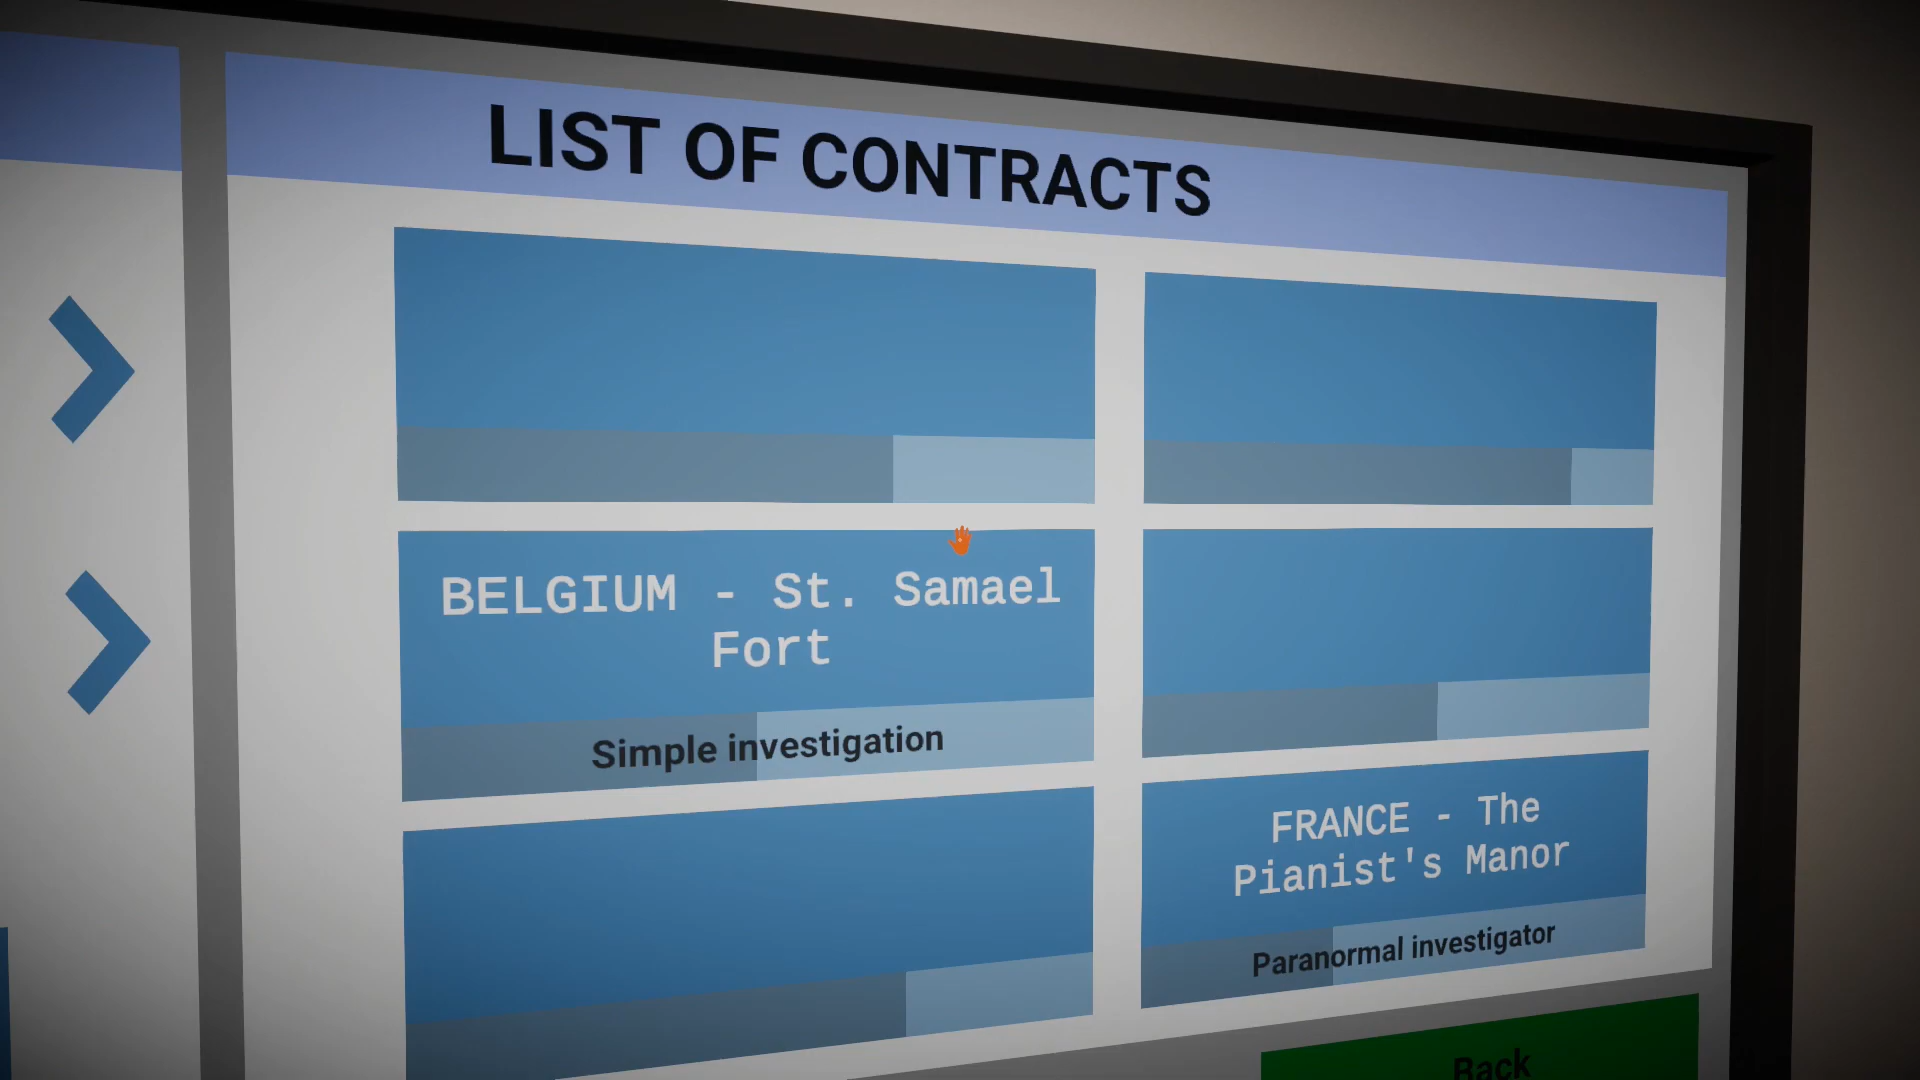 LIST OF CONTRACTS
BELGIUM - St. Samael
Fort
Simple investigation
FRANCE - The
Pianist's Manor
Paranormal investigator
Back